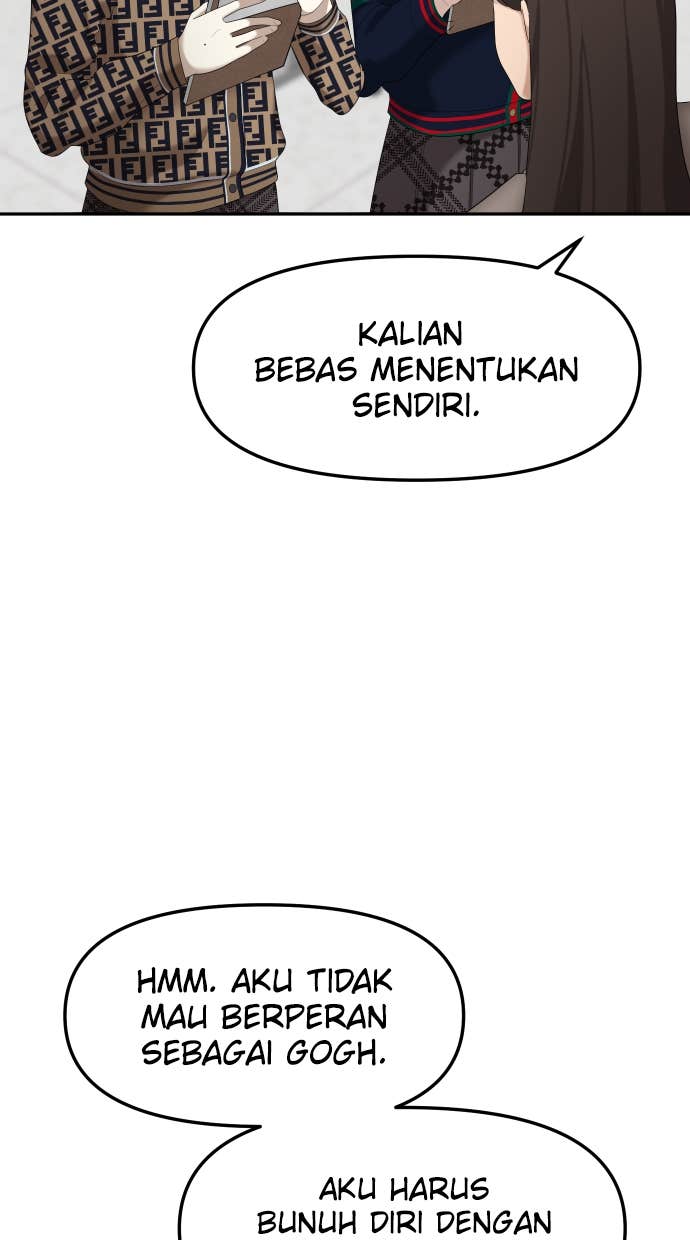 KALIAN
BEBAS MENENTUKAN
SENDIRI.
HMM. AKU TIDAK
MAU BERPERAN
SEBAGAI GOGH.
AKU HARUS
BUNUH DIRI DENGAN